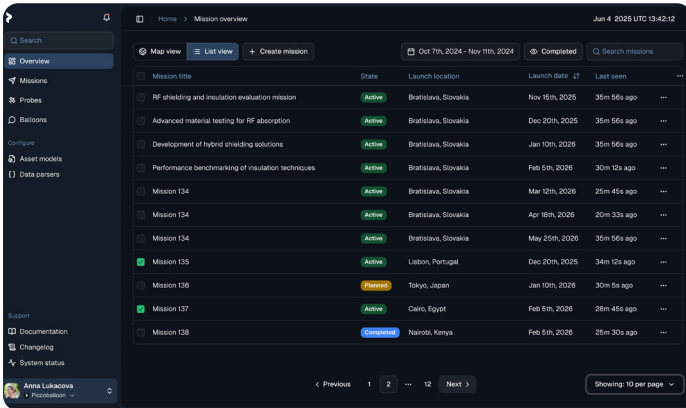 Home > Mission overview
Jun 4 2025 UTC 13:42:12
Search
Overview
Missions
Probes
Balloons
Configure
Asset models
Data parsers
Support
Documentation
Changelog
System status
Anna Lukacova
Piccoballoon
Map view List view + Create mission Oct 7th, 2024 - Nov 11th, 2024 Completed Search missions
Mission title State Launch location Launch date Last seen ...
RF shielding and insulation evaluation mission Active Bratislava, Slovakia Nov 15th, 2025 35m 56s ago ...
Advanced material testing for RF absorption Active Bratislava, Slovakia Dec 20th, 2025 35m 56s ago ...
Development of hybrid shielding solutions Active Bratislava, Slovakia Jan 10th, 2026 35m 56s ago ...
Performance benchmarking of insulation techniques Active Bratislava, Slovakia Feb 5th, 2026 30m 12s ago ...
Mission 134 Active Bratislava, Slovakia Mar 12th, 2026 25m 45s ago ...
Mission 134 Active Bratislava, Slovakia Apr 18th, 2026 20m 33s ago ...
Mission 134 Active Bratislava, Slovakia May 25th, 2026 35m 56s ago ...
Mission 135 Active Lisbon, Portugal Dec 20th, 2025 34m 12s ago ...
Mission 136 Planned Tokyo, Japan Jan 10th, 2026 30m 5s ago ...
Mission 137 Active Cairo, Egypt Feb 5th, 2026 28m 45s ago ...
Mission 138 Completed Nairobi, Kenya Feb 5th, 2026 25m 30s ago ...
< Previous 1 2 ... 12 Next >
Showing: 10 per page